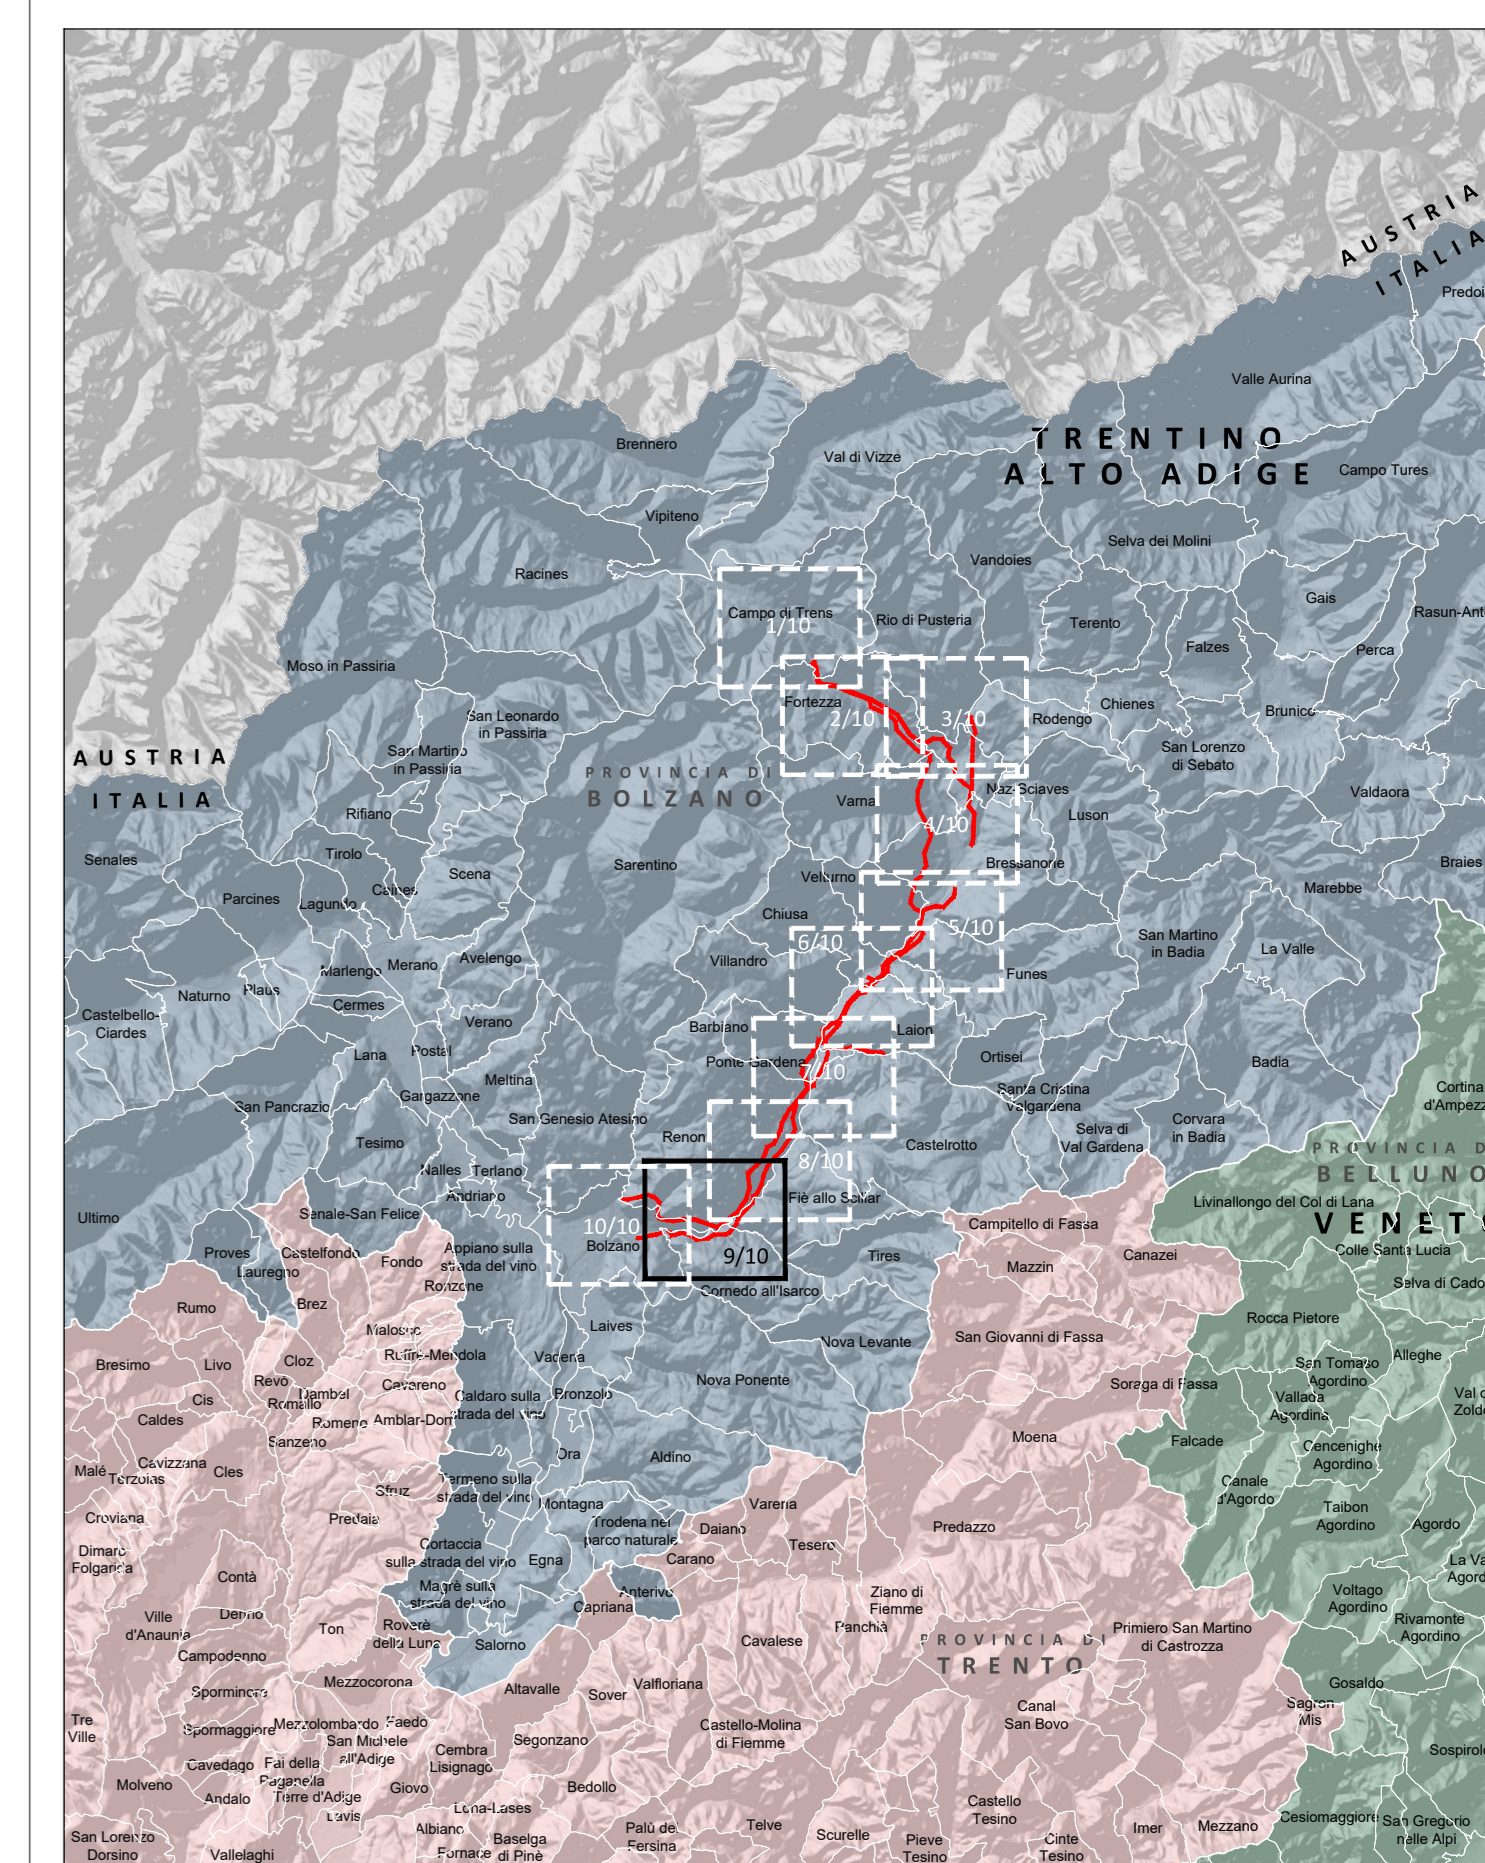 AUSTRIA
ITALIA
Predoi
Valle Aurina
TRENTINO
ALTO ADIGE
Brennero
Val di Vizze
Campo Tures
Vipiteno
Selva dei Molini
Vandoies
Racines
Gais
Campo di Trens
1/10
Rio di Pusteria
Terento
Rasun-Ant
Falzes
Perca
Moso in Passiria
Fortezza
2/10
3/10
Rodengo
Chienes
Brunico
San Leonardo
in Passiria
San Martino
in Passiria
San Lorenzo
di Sebato
AUSTRIA
ITALIA
PROVINCIA DI
BOLZANO
Varna
Naz-Sciaves
Valdaora
Rifiano
4/10
Luson
Senales
Tirolo
Sarentino
Bressanone
Braies
Scena
Velturno
Marebbe
Parcines
Lagundo
Caines
Chiusa
5/10
6/10
San Martino
in Badia
La Valle
Villandro
Marlengo
Merano
Avelengo
Funes
Naturno
Plaus
Cermes
Castelbello-
Ciardes
Verano
Barbiano
Laion
Lana
Postal
Ponte Gardena
7/10
Ortisei
Badia
Meltina
Gargazzone
Santa Cristina
Valgardena
Cortina
d'Ampezz
San Pancrazio
San Genesio Atesino
Corvara
in Badia
Tesimo
Renon
Castelrotto
Selva di
Val Gardena
PROVINCIA D
BELLUNO
Nalles
Terlano
8/10
Andriano
Fiè allo Sciliar
Livinallongo del Col di Lana
Ultimo
Senale-San Felice
10/10
Bolzano
Campitello di Fassa
VENET
Colle Santa Lucia
Proves
Lauregno
Castelfondo
Fondo
Appiano sulla
strada del vino
9/10
Tires
Mazzin
Canazei
Ronzone
Cornedo all'Isarco
Selva di Cado
Rumo
Brez
Malosco
Laives
Nova Levante
San Giovanni di Fassa
Rocca Pietore
Bresimo
Livo
Cloz
Ruffrè-Mendola
Vadena
Alleghe
San Tomaso
Agordino
Revò
Cavareno
Nova Ponente
Soraga di Fassa
Cis
Dambel
Romallo
Caldaro sulla
strada del vino
Bronzolo
Vallada
Agordina
Val d
Zold
Caldes
Romeno
Amblar-Don
Sanzeno
Moena
Falcade
Cencenighe
Agordino
Cavizzana
Malé
Terzolas
Cles
Ora
Aldino
Termeno sulla
strada del vino
Canale
d'Agordo
Sfruz
Montagna
Varena
Taibon
Agordino
Croviana
Predaia
Trodena nel
parco naturale
Daiano
Predazzo
Agordo
Dimaro
Folgarida
Cortaccia
sulla strada del vino
Egna
Carano
Tesero
La Va
Agord
Contà
Magrè sulla
strada del vino
Anterivo
Ziano di
Fiemme
Voltago
Agordino
Ville
d'Anaunia
Denno
Capriana
Panchià
Rivamonte
Agordino
Ton
Roverè
della Luna
Salorno
Cavalese
PROVINCIA DI
TRENTO
Primiero San Martino
di Castrozza
Campodenno
Mezzocorona
Altavalle
Valfloriana
Gosaldo
Sporminore
Sover
Tre
Ville
Spormaggiore
Mezzolombardo
Faedo
San Michele
all'Adige
Castello-Molina
di Fiemme
Canal
San Bovo
Sagron
Mis
Segonzano
Cembra
Lisignago
Sospirol
Cavedago
Fai della
Paganella
Molveno
Andalo
Terre d'Adige
Giovo
Bedollo
Lavis
Lona-Lases
Castello
Tesino
Cesiomaggiore
San Gregorio
nelle Alpi
Albiano
Baselga
di Pinè
Palù del
Fersina
Telve
Scurelle
Imer
Mezzano
San Lorenzo
Dorsino
Vallelaghi
Fornace
Pieve
Tesino
Cinte
Tesino